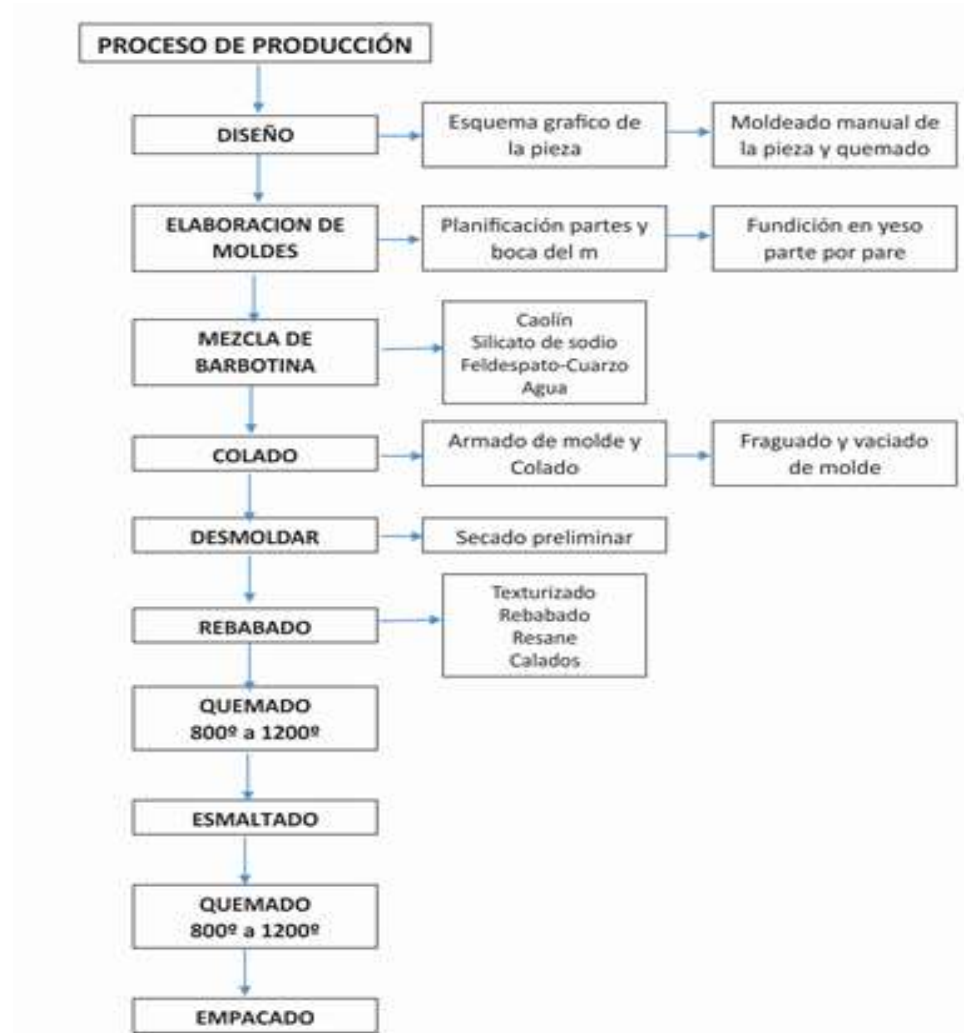 PROCESO DE PRODUCCIÓN
DISEÑO
Esquema grafico de
la pieza
Moldeado manual de
la pieza y quemado
ELABORACION DE
MOLDES
Planificación partes y
boca del m
Fundición en yeso
parte por pare
MEZCLA DE
BARBOTINA
Caolín
Silicato de sodio
Feldespato-Cuarzo
Agua
COLADO
Armado de molde y
Colado
Fraguado y vaciado
de molde
DESMOLDAR
Secado preliminar
REBABADO
Texturizado
Rebabado
Resane
Calados
QUEMADO
800º a 1200º
ESMALTADO
QUEMADO
800º a 1200º
EMPACADO